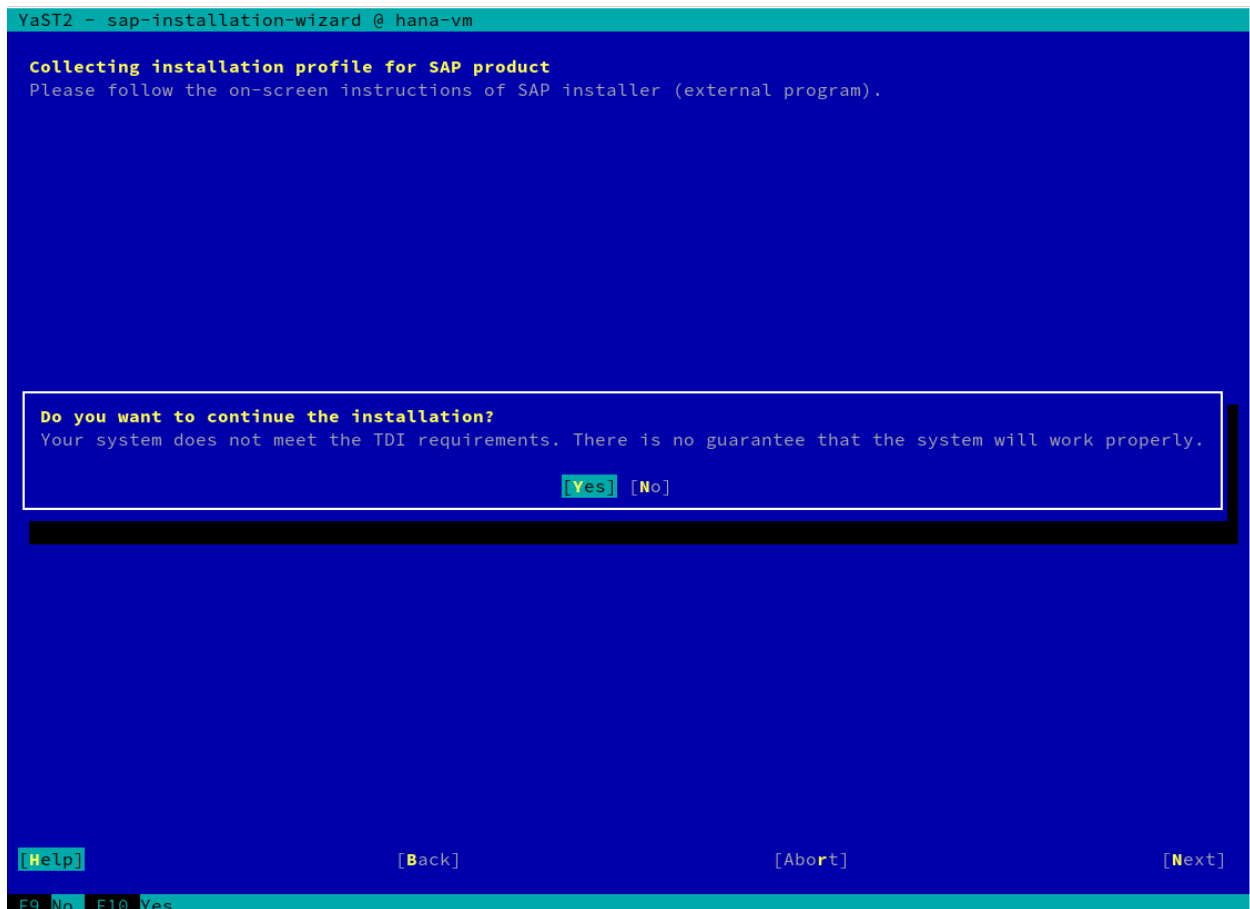 YaST2 - sap-installation-wizard @ hana-vm
Collecting installation profile for SAP product
Please follow the on-screen instructions of SAP installer (external program).
Do you want to continue the installation?
Your system does not meet the TDI requirements. There is no guarantee that the system will work properly.
[Yes] [No]
[Help] [Back] [Abort] [Next]
F9 No F10 Yes